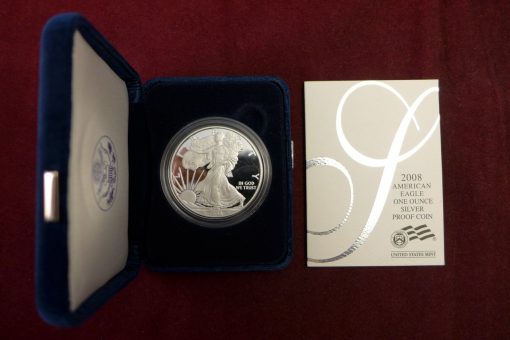 IN GOD
WE TRUST
2008
AMERICAN
EAGLE
ONE OUNCE
SILVER
PROOF COIN
UNITED STATES MINT